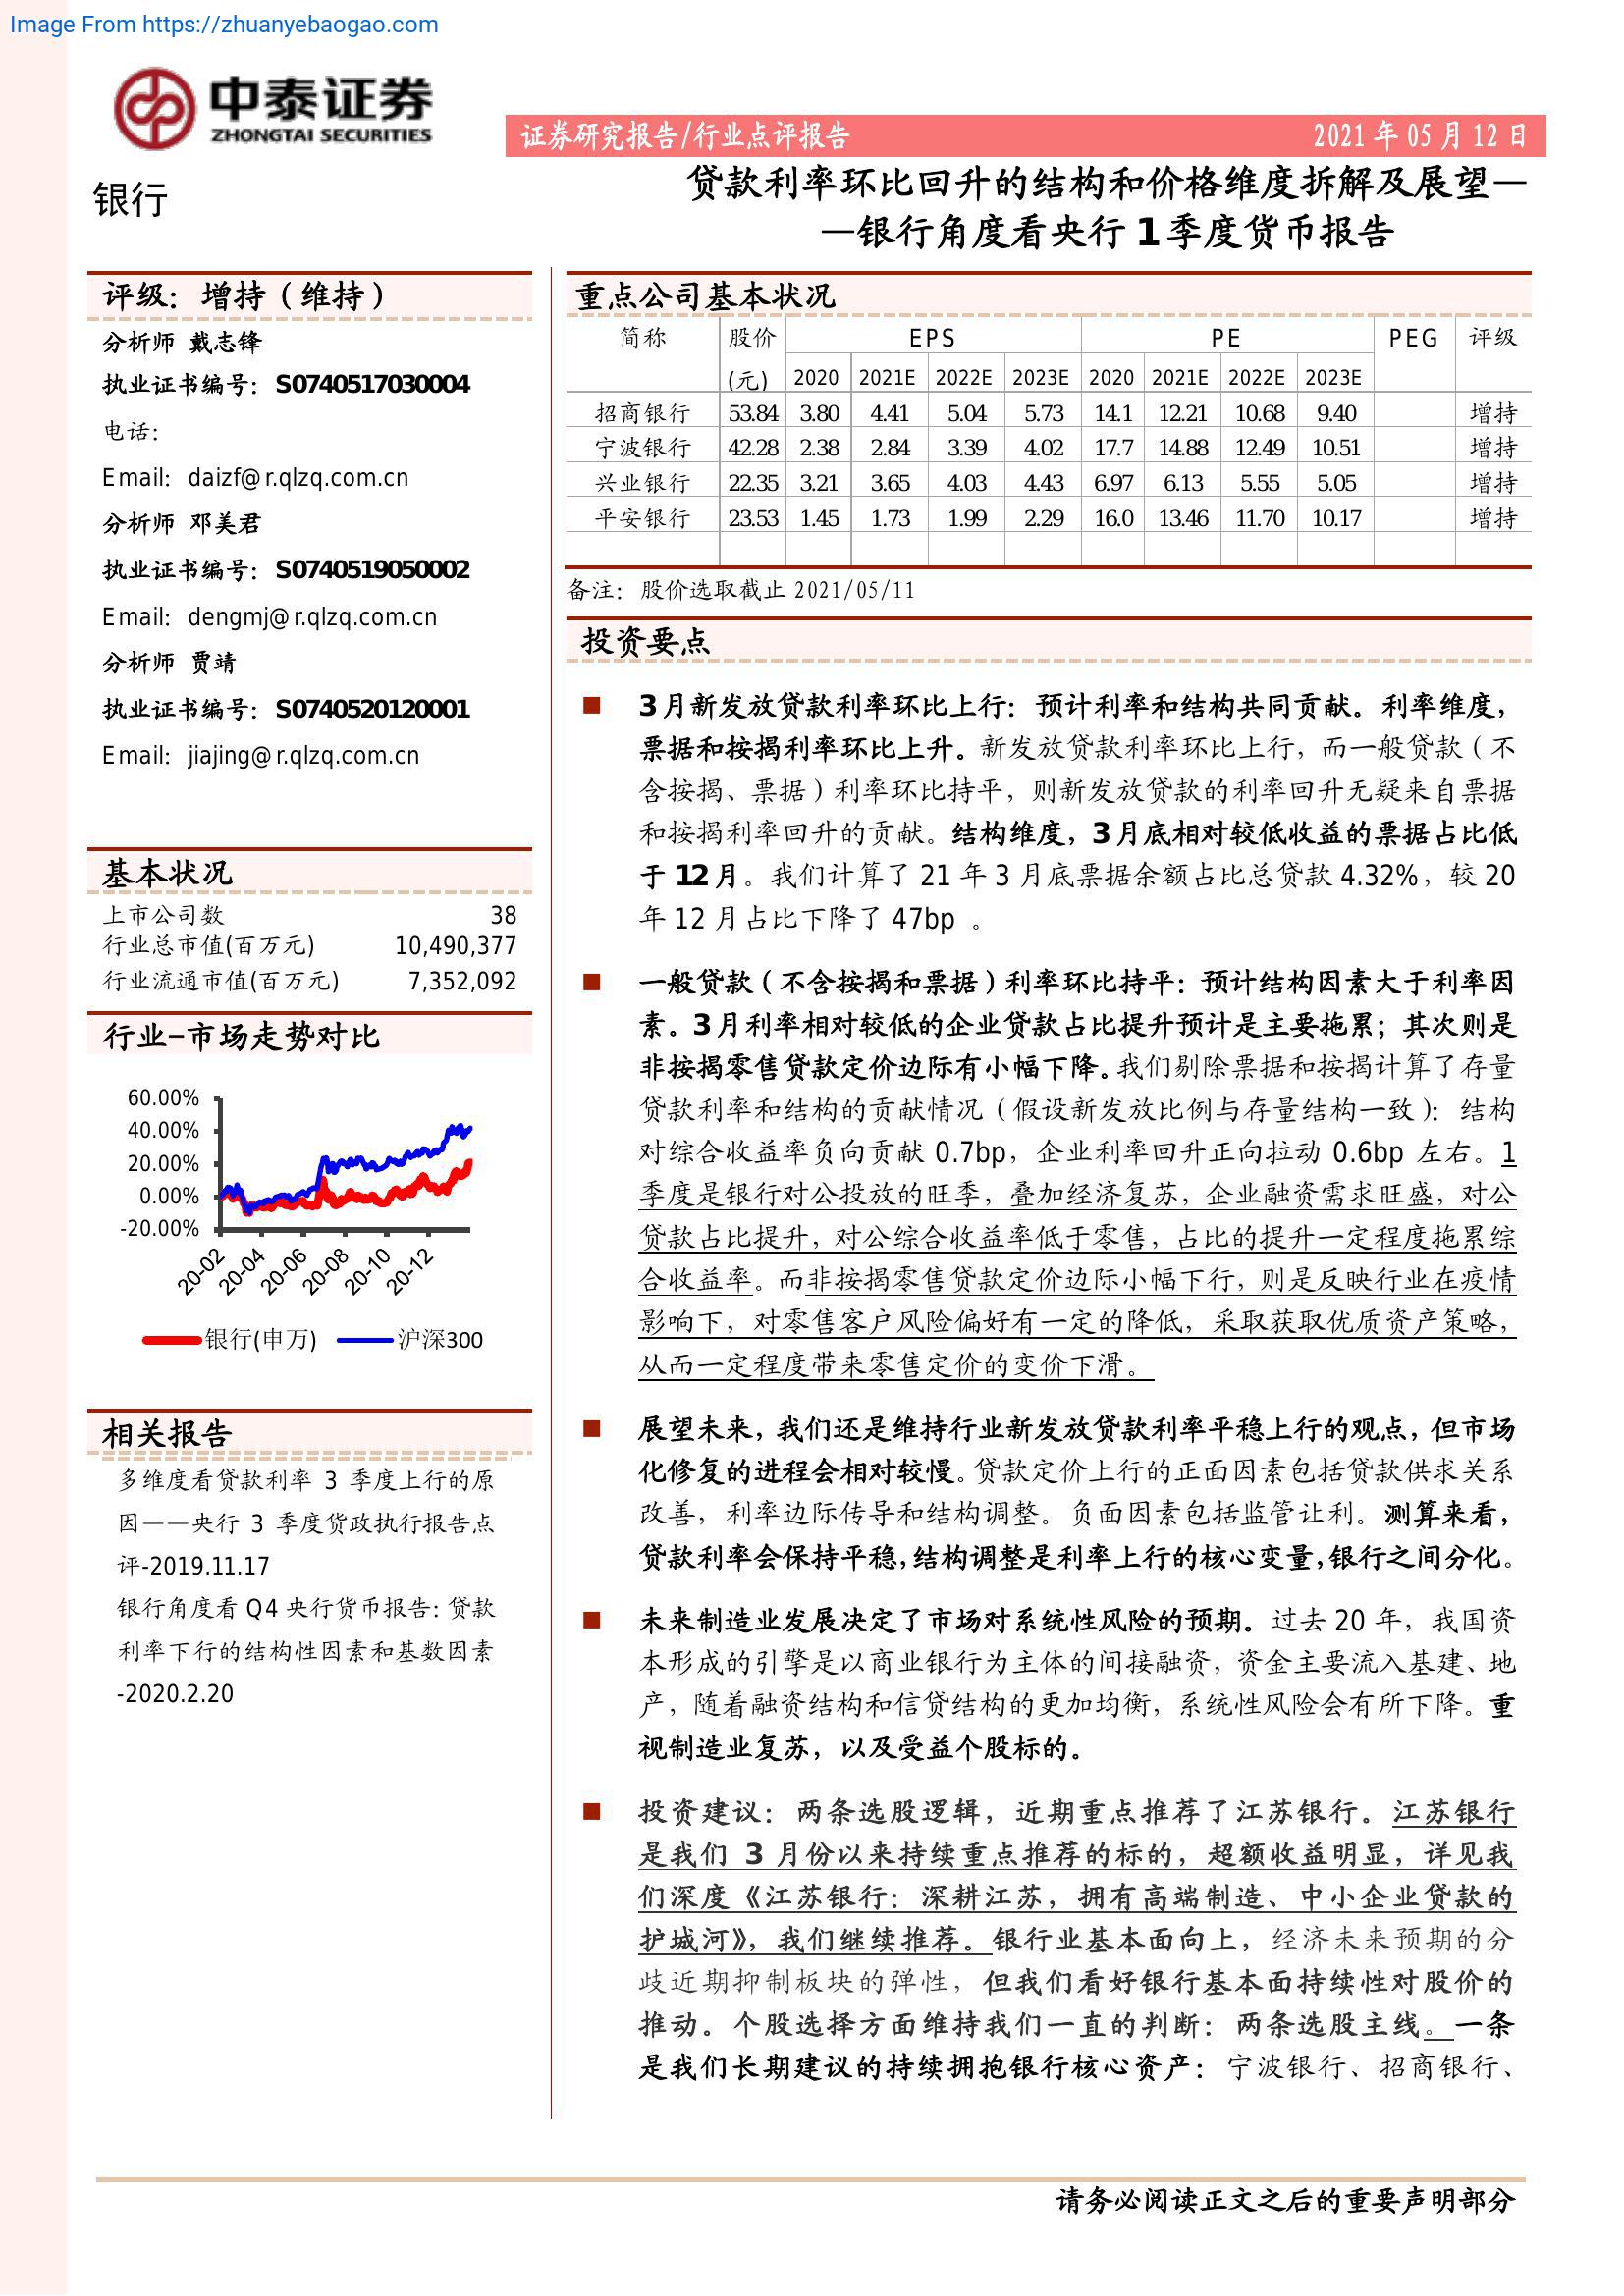 Image From https://zhuanyebaogao.com
中泰证券
ZHONGTAI SECURITIES
证券研究报告/行业点评报告 2021 年 05 月 12 日
银行
贷款利率环比回升的结构和价格维度拆解及展望—
—银行角度看央行 1 季度货币报告
评级：增持（维持）
分析师 戴志锋
执业证书编号：S0740517030004
电话：
Email：daizf@r.qlzq.com.cn
分析师 邓美君
执业证书编号：S0740519050002
Email：dengmj@r.qlzq.com.cn
分析师 贾靖
执业证书编号：S0740520120001
Email：jiajing@r.qlzq.com.cn
基本状况
上市公司数 38
行业总市值(百万元) 10,490,377
行业流通市值(百万元) 7,352,092
行业-市场走势对比
60.00%
40.00%
20.00%
0.00%
-20.00%
20-02 20-04 20-06 20-08 20-10 20-12
银行(申万) 沪深300
相关报告
多维度看贷款利率 3 季度上行的原
因——央行 3 季度货政执行报告点
评-2019.11.17
银行角度看 Q4 央行货币报告：贷款
利率下行的结构性因素和基数因素
-2020.2.20
重点公司基本状况
简称 股价 EPS PE PEG 评级
(元) 2020 2021E 2022E 2023E 2020 2021E 2022E 2023E
招商银行 53.84 3.80 4.41 5.04 5.73 14.1 12.21 10.68 9.40 增持
宁波银行 42.28 2.38 2.84 3.39 4.02 17.7 14.88 12.49 10.51 增持
兴业银行 22.35 3.21 3.65 4.03 4.43 6.97 6.13 5.55 5.05 增持
平安银行 23.53 1.45 1.73 1.99 2.29 16.0 13.46 11.70 10.17 增持
备注：股价选取截止 2021/05/11
投资要点
■ 3 月新发放贷款利率环比上行：预计利率和结构共同贡献。利率维度，
票据和按揭利率环比上升。新发放贷款利率环比上行，而一般贷款（不
含按揭、票据）利率环比持平，则新发放贷款的利率回升无疑来自票据
和按揭利率回升的贡献。结构维度，3 月底相对较低收益的票据占比低
于 12 月。我们计算了 21 年 3 月底票据余额占比总贷款 4.32%，较 20
年 12 月占比下降了 47bp 。
■ 一般贷款（不含按揭和票据）利率环比持平：预计结构因素大于利率因
素。3 月利率相对较低的企业贷款占比提升预计是主要拖累；其次则是
非按揭零售贷款定价边际有小幅下降。我们剔除票据和按揭计算了存量
贷款利率和结构的贡献情况（假设新发放比例与存量结构一致）：结构
对综合收益率负向贡献 0.7bp，企业利率回升正向拉动 0.6bp 左右。1
季度是银行对公投放的旺季，叠加经济复苏，企业融资需求旺盛，对公
贷款占比提升，对公综合收益率低于零售，占比的提升一定程度拖累综
合收益率。而非按揭零售贷款定价边际小幅下行，则是反映行业在疫情
影响下，对零售客户风险偏好有一定的降低，采取获取优质资产策略，
从而一定程度带来零售定价的变价下滑。
■ 展望未来，我们还是维持行业新发放贷款利率平稳上行的观点，但市场
化修复的进程会相对较慢。贷款定价上行的正面因素包括贷款供求关系
改善，利率边际传导和结构调整。负面因素包括监管让利。测算来看，
贷款利率会保持平稳，结构调整是利率上行的核心变量，银行之间分化。
■ 未来制造业发展决定了市场对系统性风险的预期。过去 20 年，我国资
本形成的引擎是以商业银行为主体的间接融资，资金主要流入基建、地
产，随着融资结构和信贷结构的更加均衡，系统性风险会有所下降。重
视制造业复苏，以及受益个股标的。
■ 投资建议：两条选股逻辑，近期重点推荐了江苏银行。江苏银行
是我们 3 月份以来持续重点推荐的标的，超额收益明显，详见我
们深度《江苏银行：深耕江苏，拥有高端制造、中小企业贷款的
护城河》，我们继续推荐。银行业基本面向上，经济未来预期的分
歧近期抑制板块的弹性，但我们看好银行基本面持续性对股价的
推动。个股选择方面维持我们一直的判断：两条选股主线。一条
是我们长期建议的持续拥抱银行核心资产：宁波银行、招商银行、
请务必阅读正文之后的重要声明部分